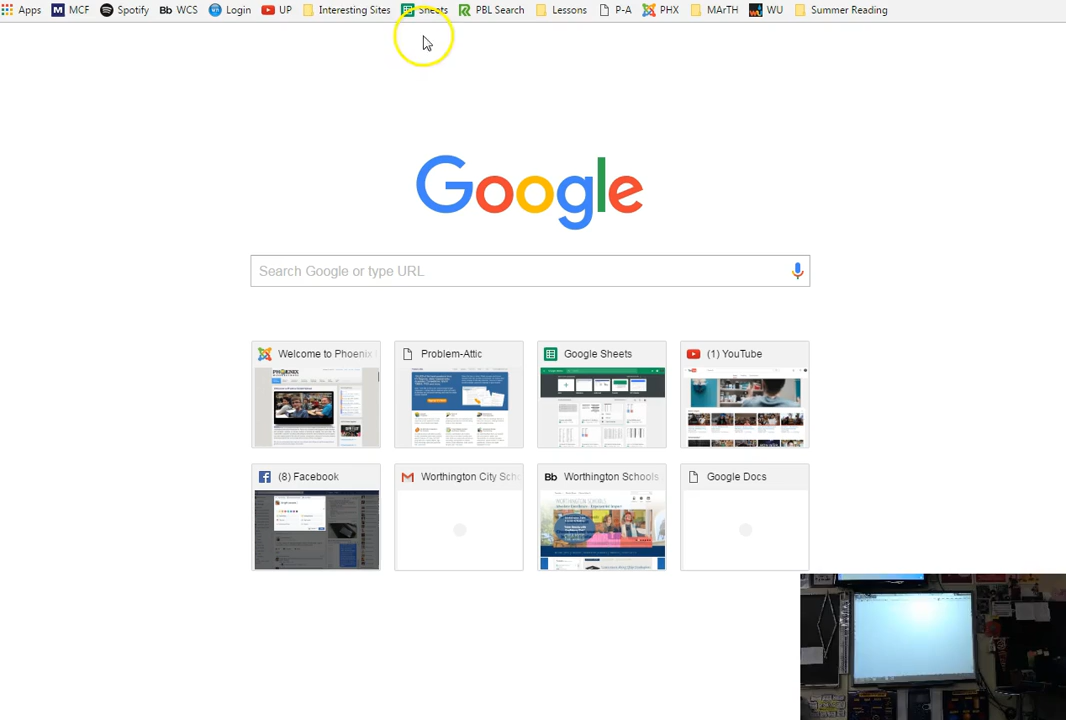 Apps MCF Spotify Bb WCS Login UP Interesting Sites Sheets PBL Search Lessons P-A PHX MArTH WU Summer Reading
Google
Search Google or type URL
Welcome to Phoenix Problem-Attic Google Sheets (1) YouTube
(8) Facebook Worthington City Sch Bb Worthington Schools Google Docs